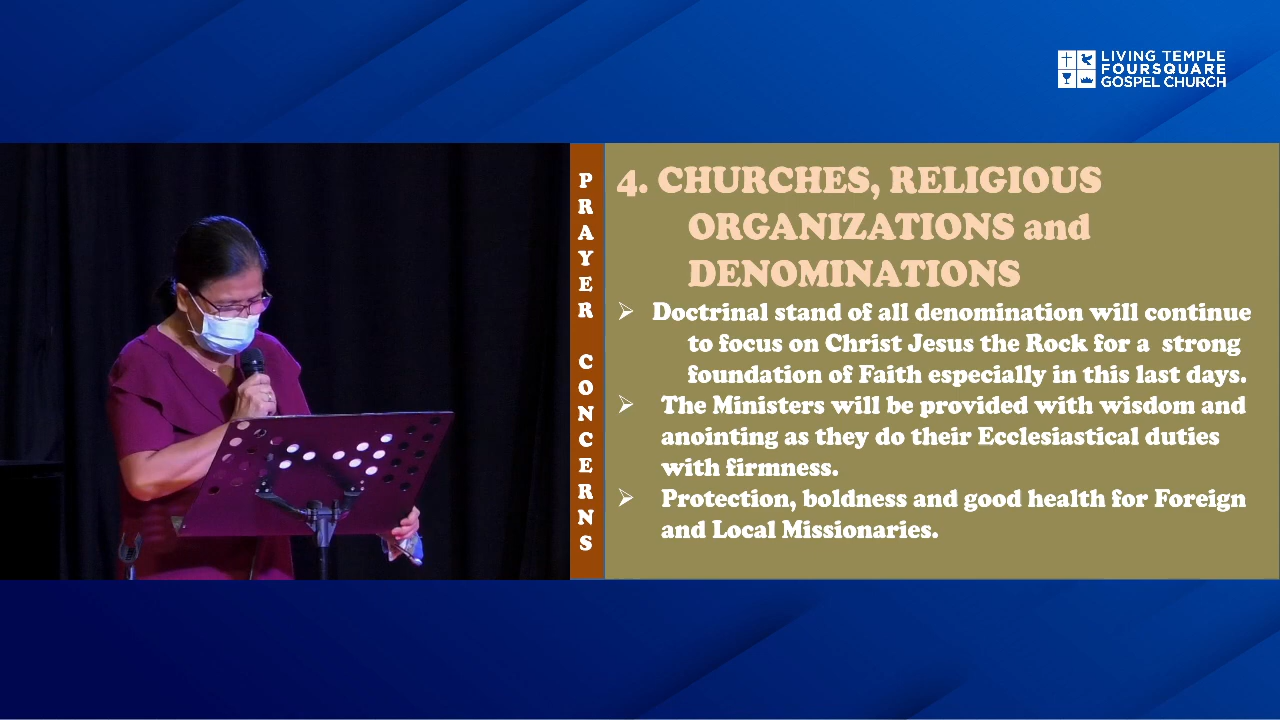 LIVING TEMPLE
FOURSQUARE
GOSPEL CHURCH
PRAYER CONCERNS
4. CHURCHES, RELIGIOUS
ORGANIZATIONS and
DENOMINATIONS
Doctrinal stand of all denomination will continue
to focus on Christ Jesus the Rock for a strong
foundation of Faith especially in this last days.
The Ministers will be provided with wisdom and
anointing as they do their Ecclesiastical duties
with firmness.
Protection, boldness and good health for Foreign
and Local Missionaries.